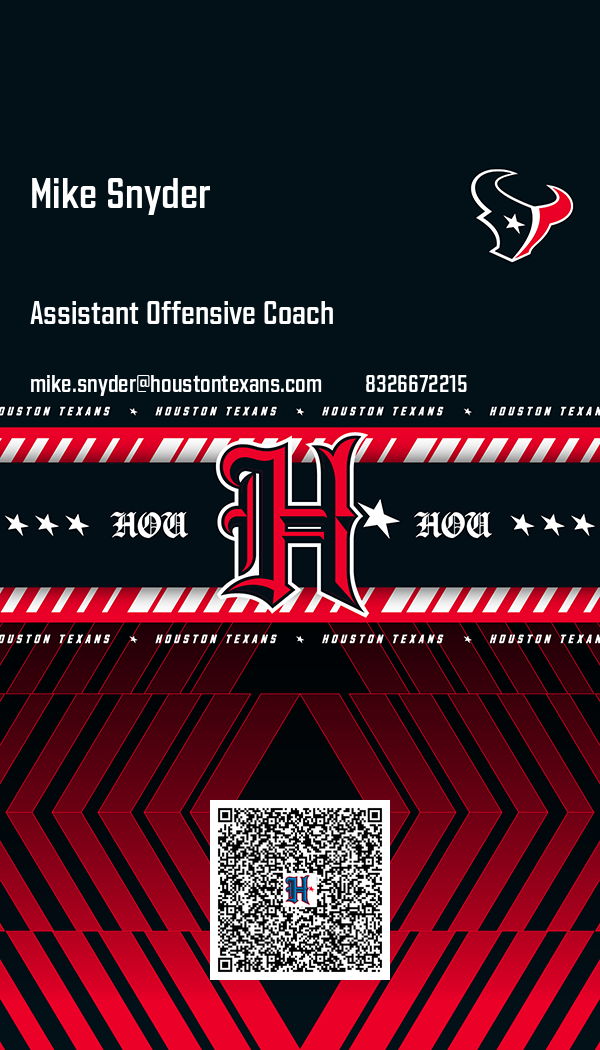 Mike Snyder
Assistant Offensive Coach
mike.snyder@houstontexans.com 8326672215
OUSTON TEXANS ★ HOUSTON TEXANS ★ HOUSTON TEXANS ★ HOUSTON TEXAN
★ ★ ★ HOU H★ HOU ★ ★ ★
OUSTON TEXANS ★ HOUSTON TEXANS ★ HOUSTON TEXANS ★ HOUSTON TEXAN
H